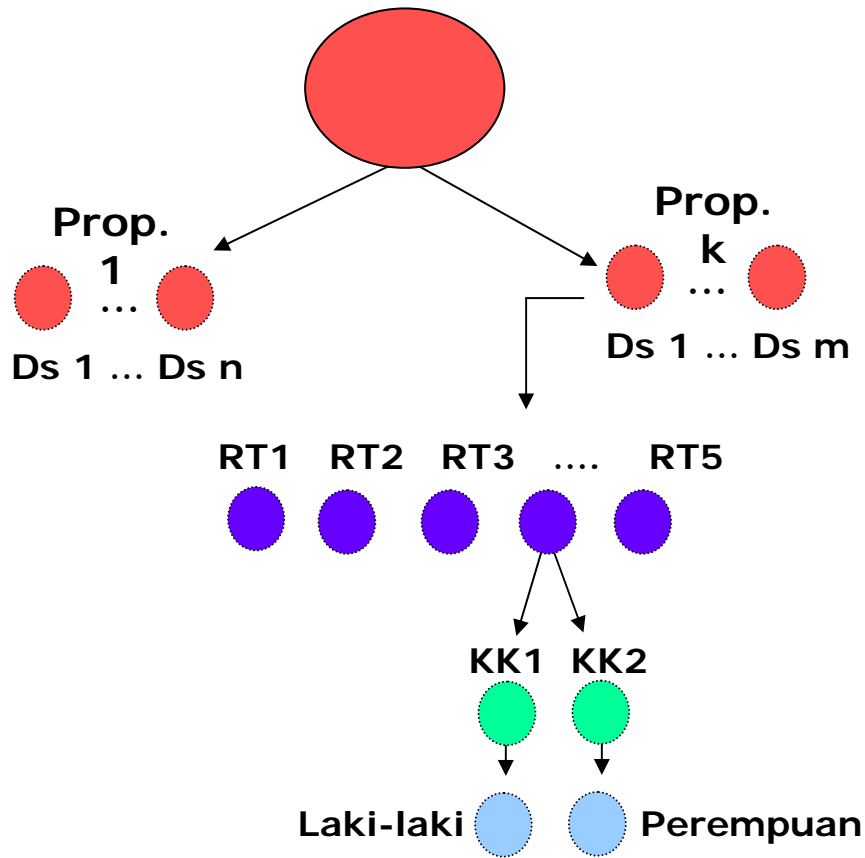 Prop.
1
...
Ds 1 ... Ds n
Prop.
k
...
Ds 1 ... Ds m
RT1 RT2 RT3 .... RT5
KK1 KK2
Laki-laki Perempuan